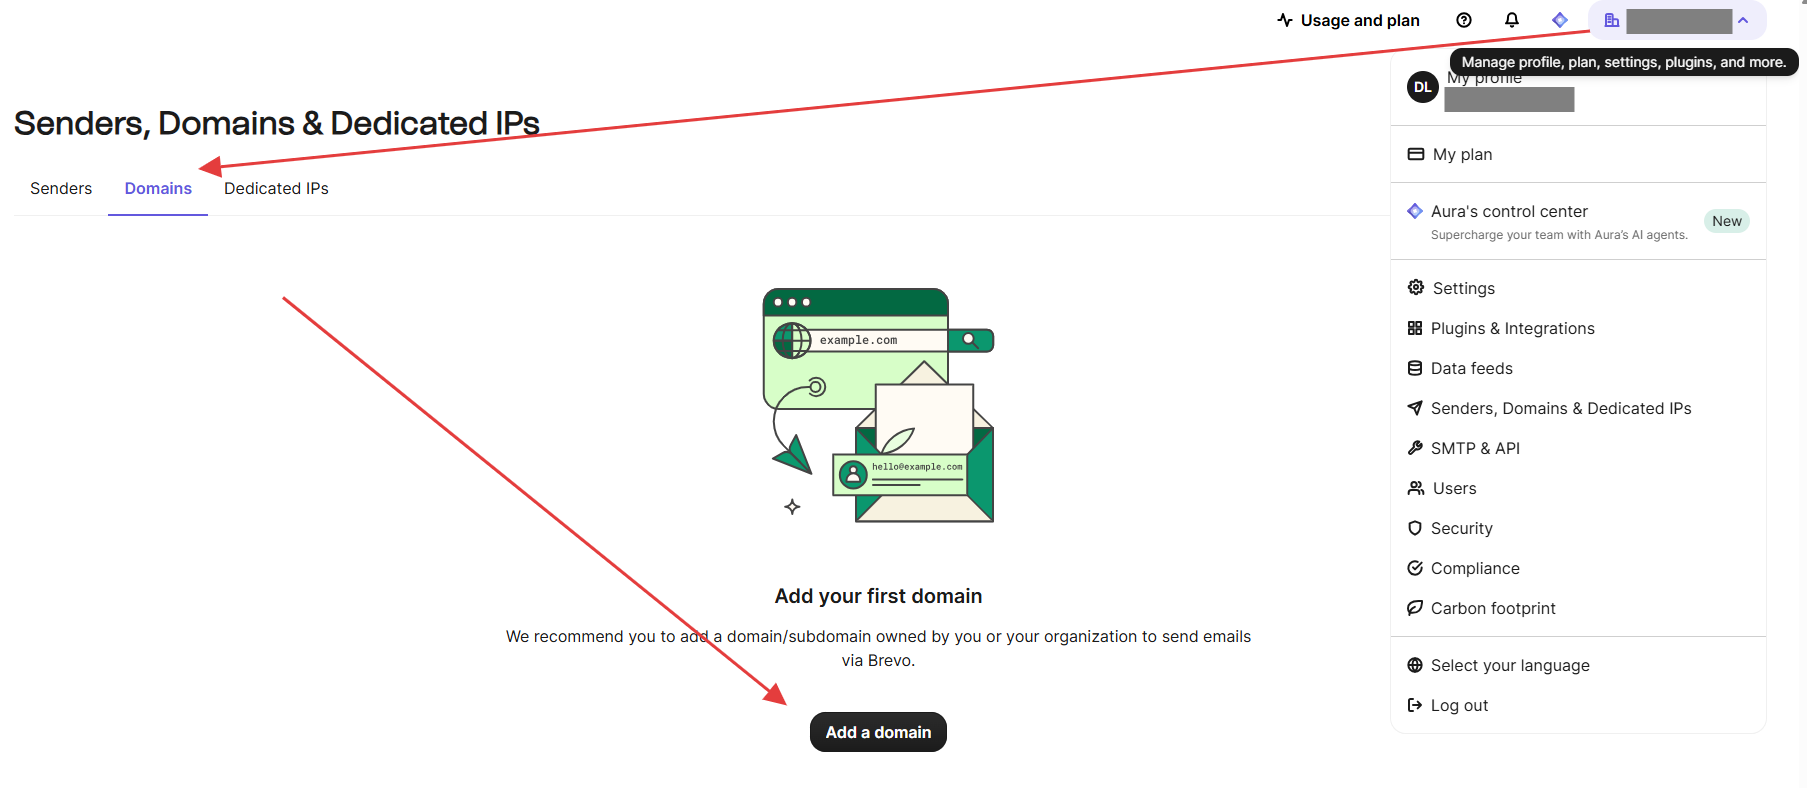 Usage and plan
Manage profile, plan, settings, plugins, and more.
DL
My profile
Senders, Domains & Dedicated IPs
Senders
Domains
Dedicated IPs
My plan
Aura's control center
Supercharge your team with Aura's AI agents.
New
Settings
Plugins & Integrations
Data feeds
Senders, Domains & Dedicated IPs
SMTP & API
Users
Security
Compliance
Carbon footprint
Select your language
Log out
example.com
hello@example.com
Add your first domain
We recommend you to add a domain/subdomain owned by you or your organization to send emails
via Brevo.
Add a domain